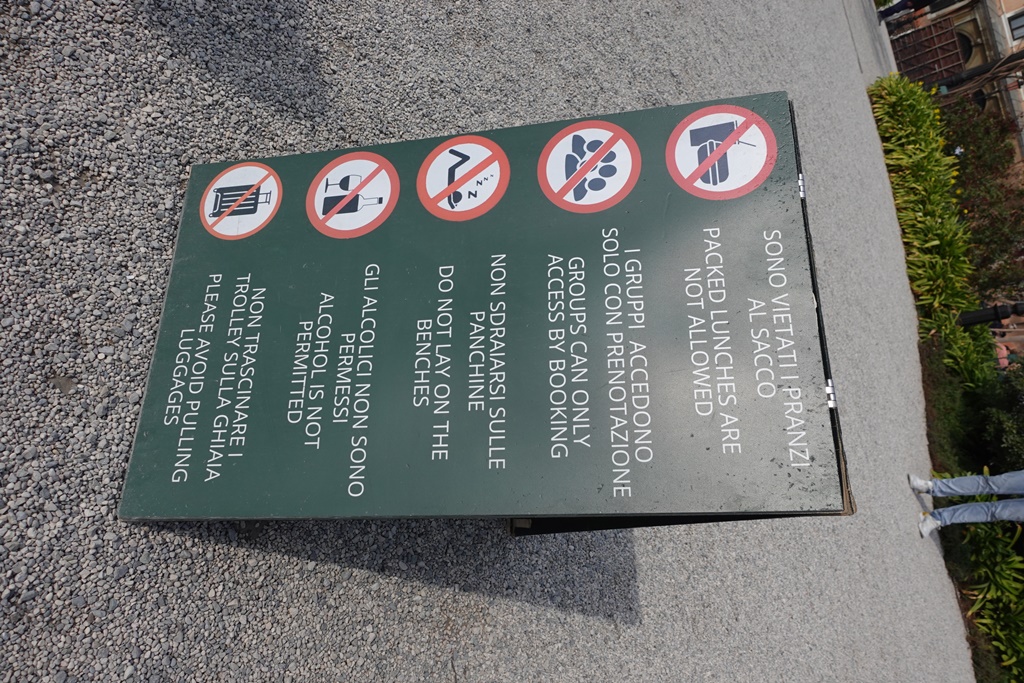 SONO VIETATI I PRANZI
AL SACCO
PACKED LUNCHES ARE
NOT ALLOWED
I GRUPPI ACCEDONO
SOLO CON PRENOTAZIONE
GROUPS CAN ONLY
ACCESS BY BOOKING
NON SDRAIARSI SULLE
PANCHINE
DO NOT LAY ON THE
BENCHES
GLI ALCOLICI NON SONO
PERMESSI
ALCOHOL IS NOT
PERMITTED
NON TRASCINARE I
TROLLEY SULLA GHIAIA
PLEASE AVOID PULLING
LUGGAGES